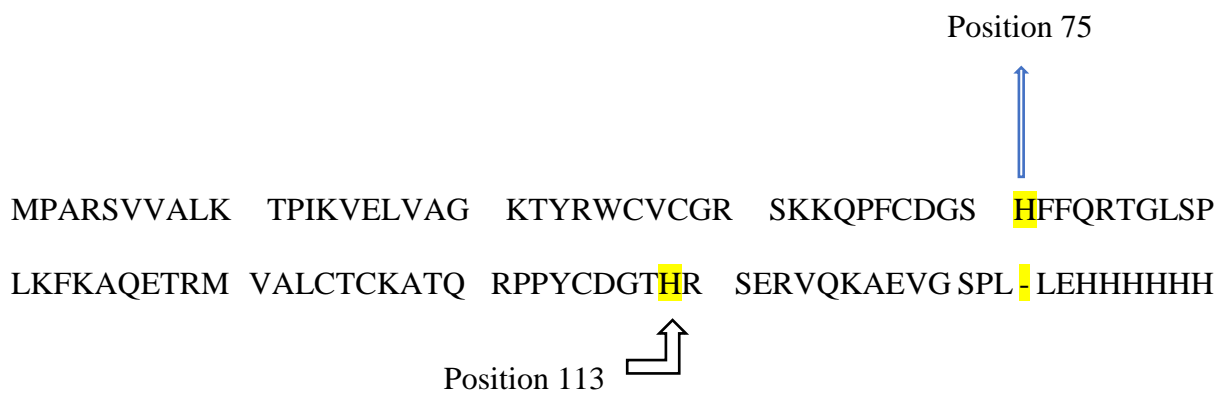 Position 75
MPARSVVALK TPIKVELVAG KTYRWCVCGR SKKQPFCDGS HFFQRTGLSP
LKFKAQETRM VALCTCKATQ RPPYCDGTHR SERVQKAEVG SPL-LEHHHHHH
Position 113